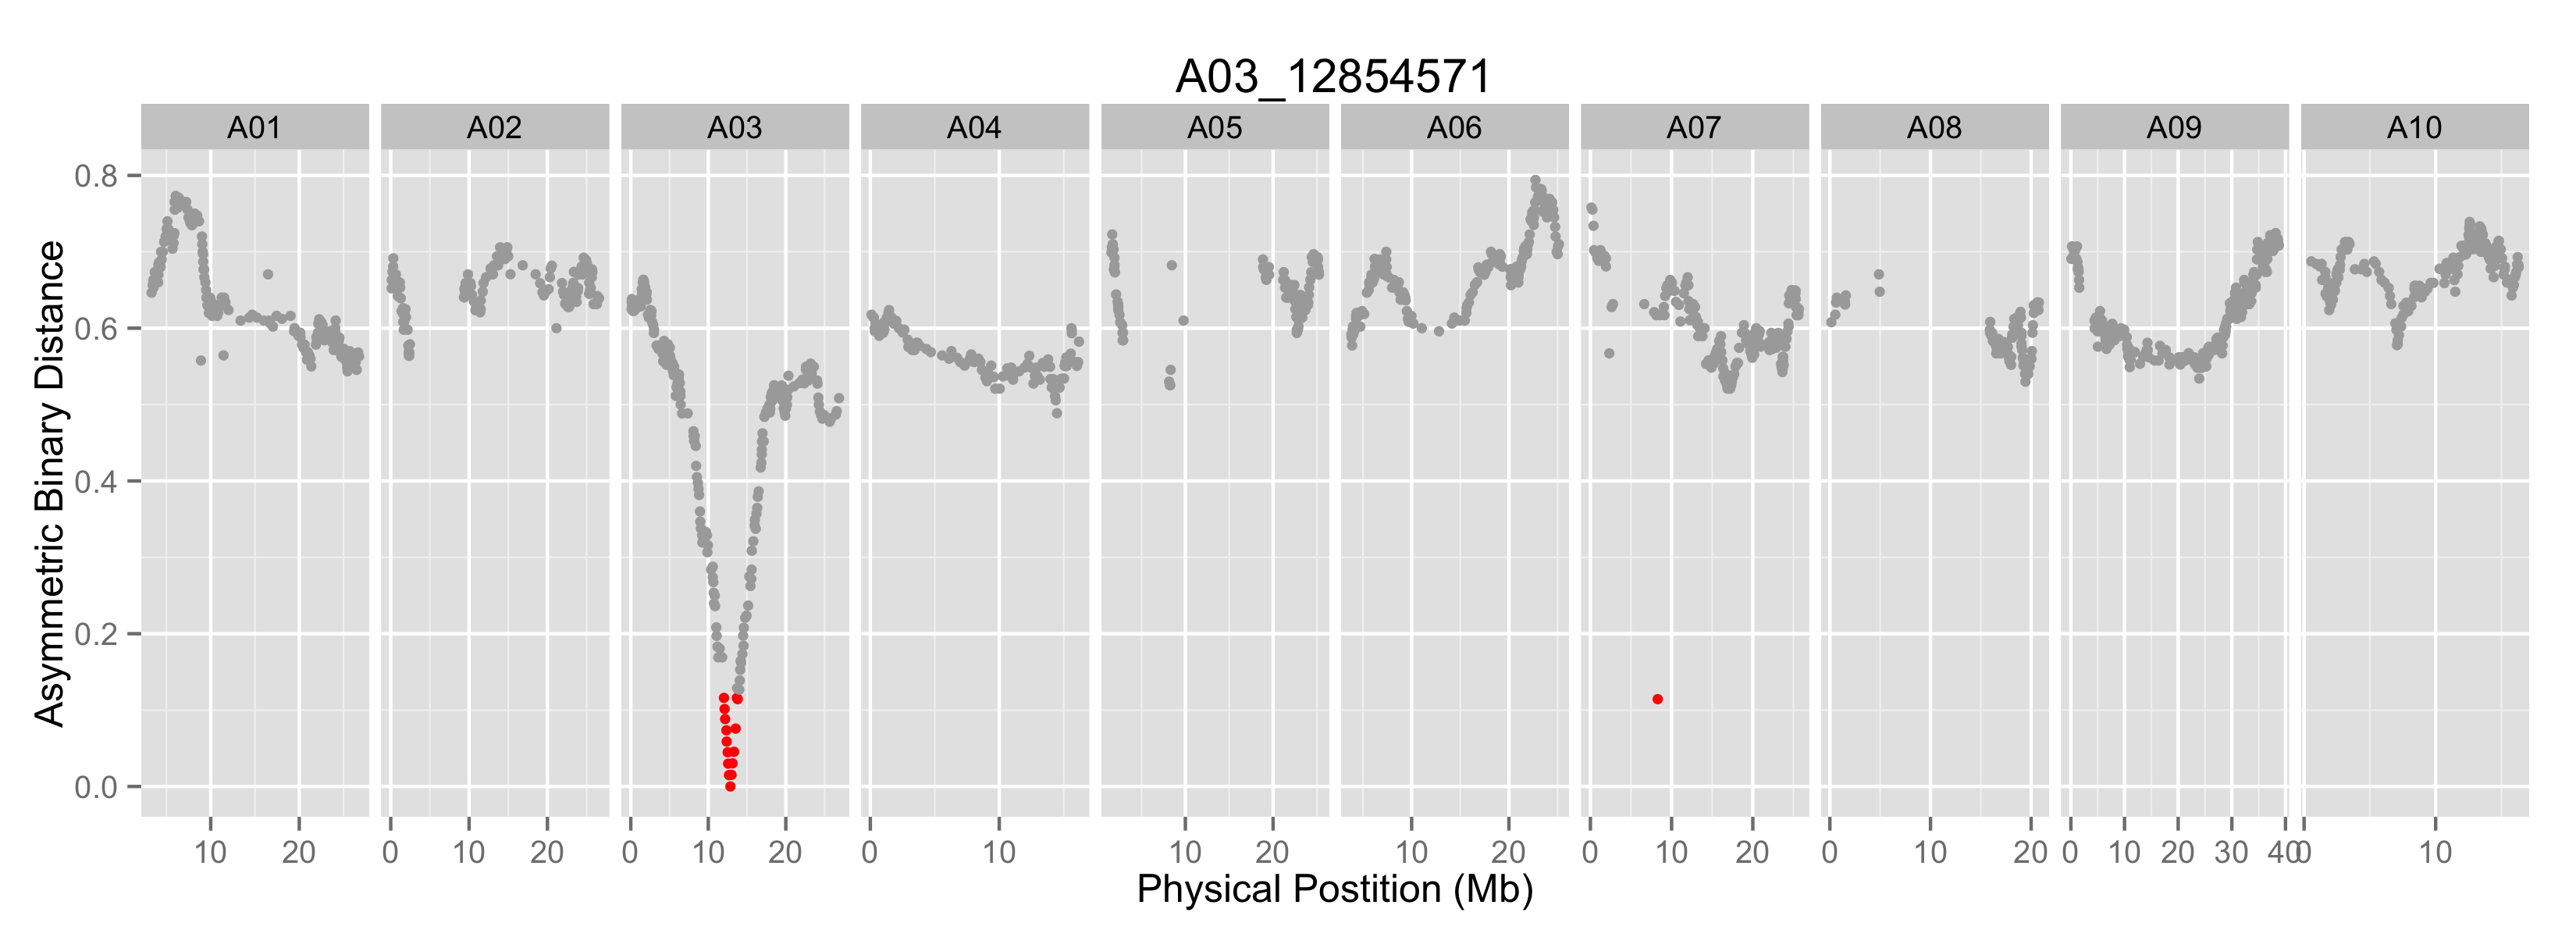 A03_12854571
A01 A02 A03 A04 A05 A06 A07 A08 A09 A10
Asymmetric Binary Distance
0.8
0.6
0.4
0.2
0.0
10 20 0 10 20 0 10 20 0 10 10 20 10 20 0 10 20 0 10 20 0 10 20 30 40 0 10
Physical Postition (Mb)